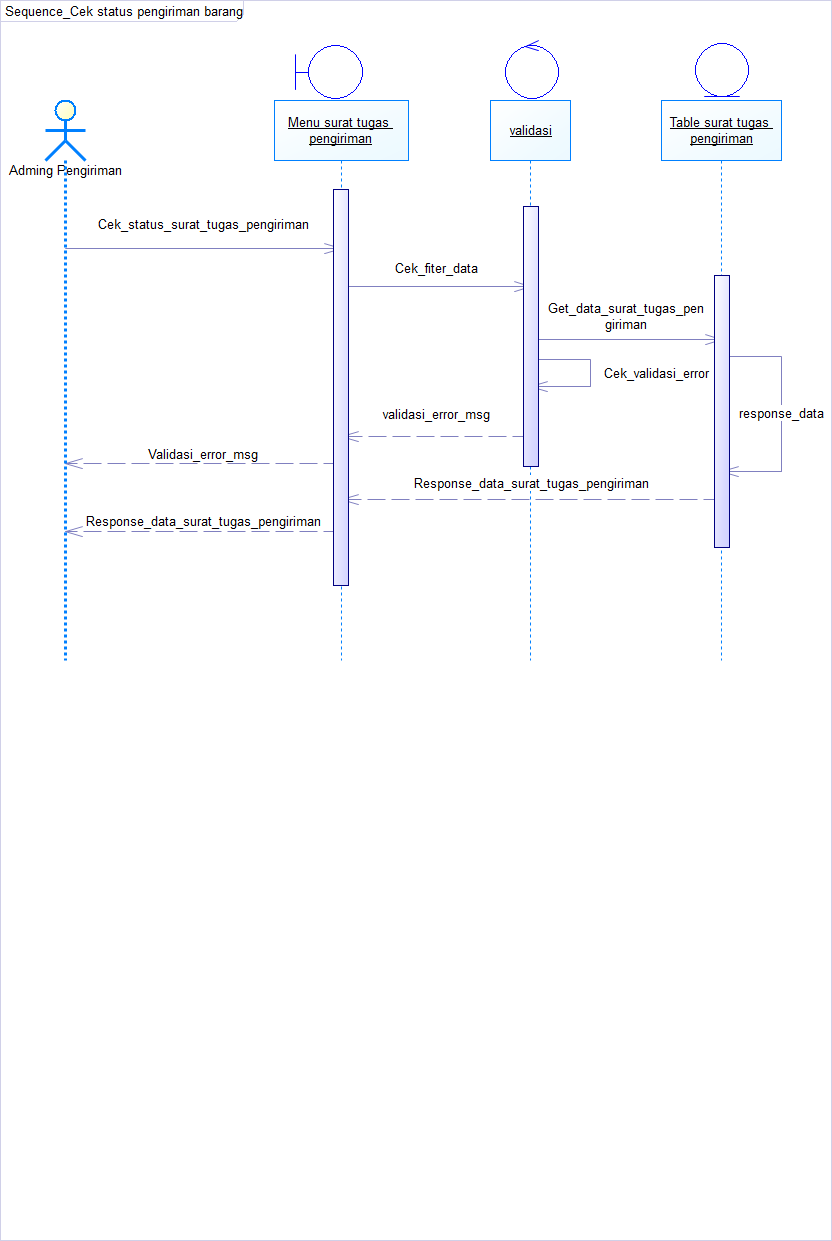 Sequence_Cek status pengiriman barang
Menu surat tugas
pengiriman
validasi
Table surat tugas
pengiriman
Adming Pengiriman
Cek_status_surat_tugas_pengiriman
Cek_fiter_data
Get_data_surat_tugas_pen
giriman
Cek_validasi_error
response_data
validasi_error_msg
Validasi_error_msg
Response_data_surat_tugas_pengiriman
Response_data_surat_tugas_pengiriman